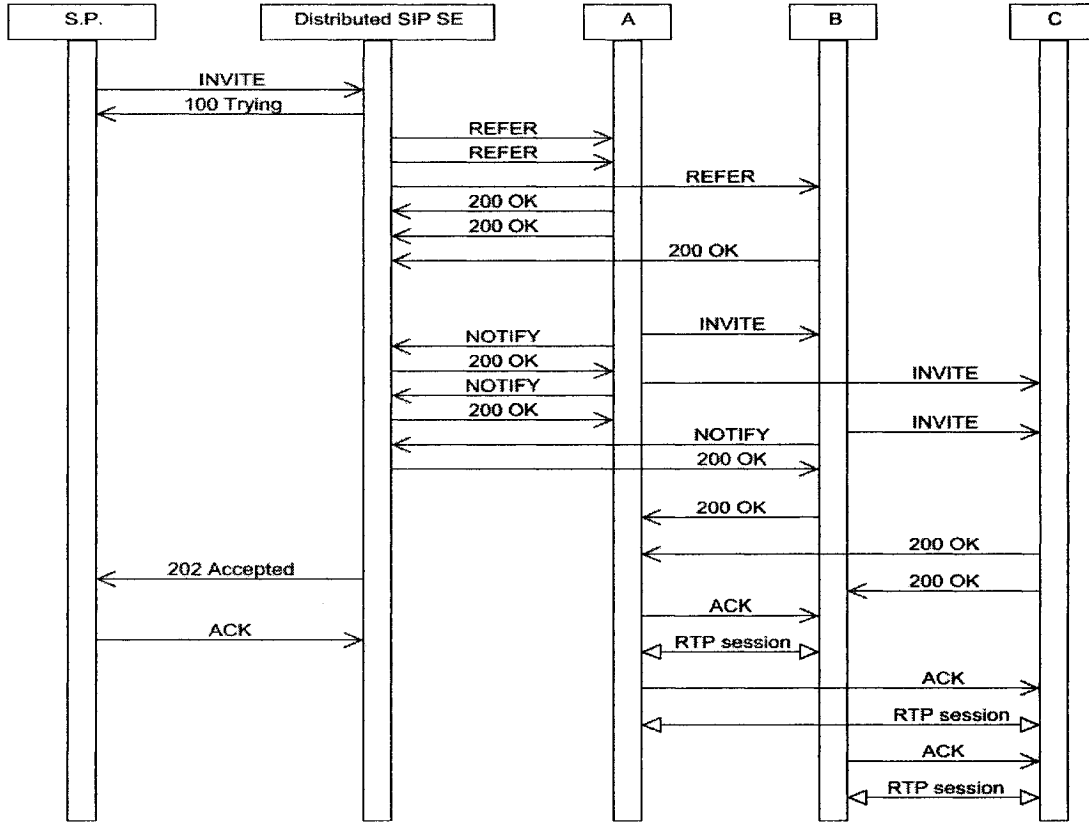 S.P.
Distributed SIP SE
A
B
C
INVITE
100 Trying
REFER
REFER
REFER
200 OK
200 OK
200 OK
INVITE
NOTIFY
200 OK
INVITE
NOTIFY
200 OK
INVITE
NOTIFY
200 OK
200 OK
200 OK
202 Accepted
200 OK
ACK
ACK
RTP session
ACK
RTP session
ACK
RTP session